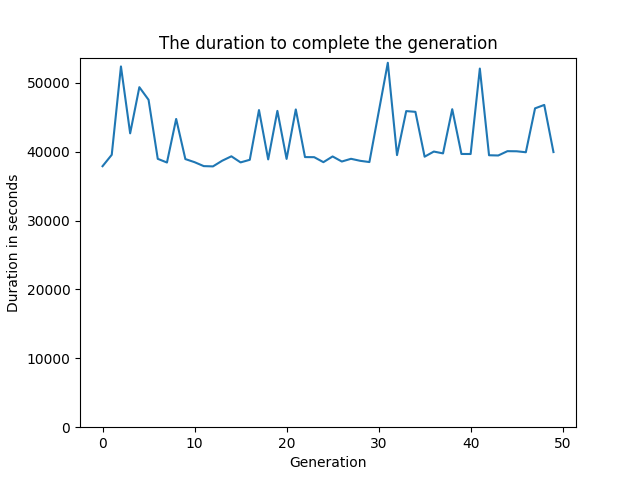 The duration to complete the generation
50000
40000
30000
20000
10000
0
Duration in seconds
0 10 20 30 40 50
Generation